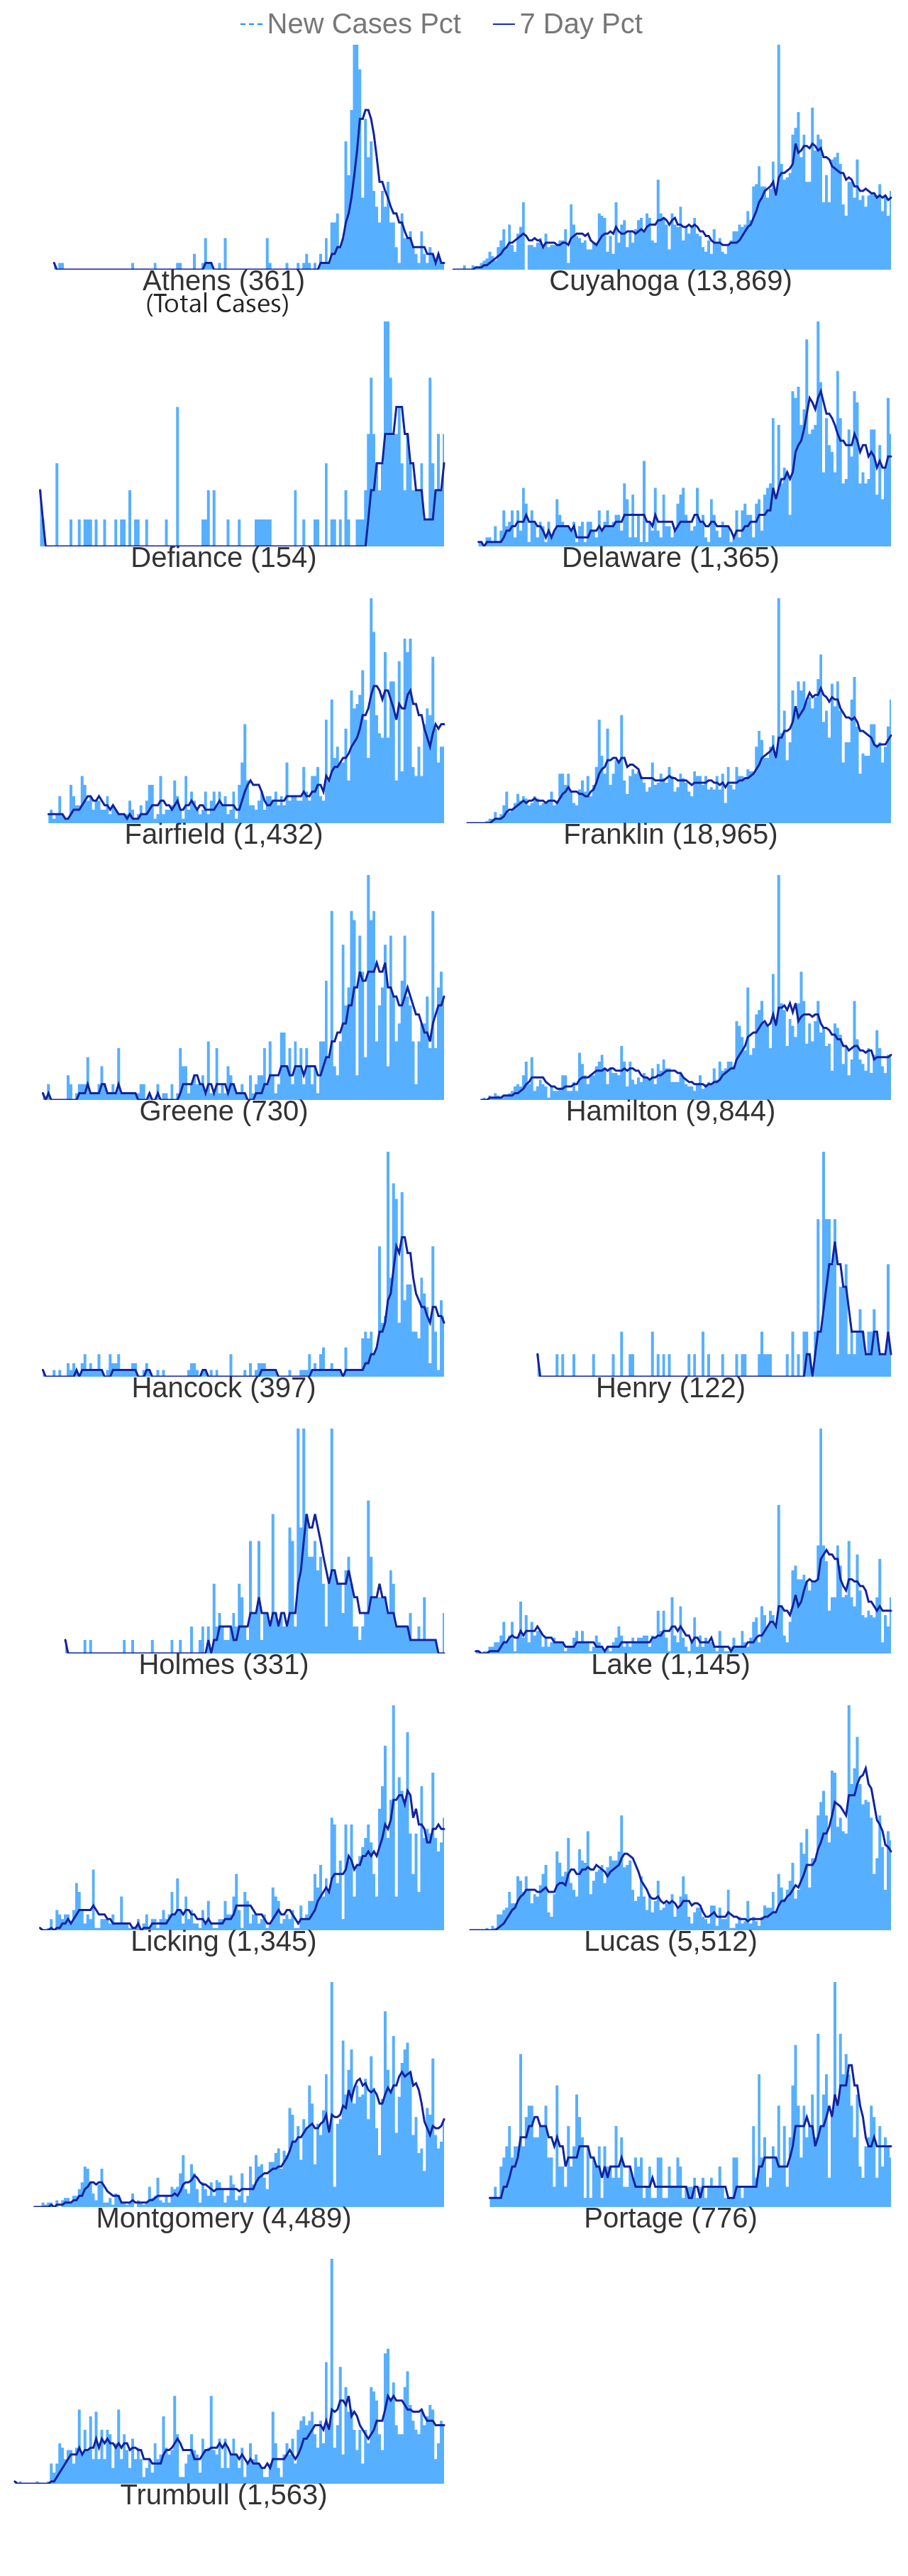 New Cases Pct 7 Day Pct
Athens (361) Cuyahoga (13,869)
(Total Cases)
Defiance (154) Delaware (1,365)
Fairfield (1,432) Franklin (18,965)
Greene (730) Hamilton (9,844)
Hancock (397) Henry (122)
Holmes (331) Lake (1,145)
Licking (1,345) Lucas (5,512)
Montgomery (4,489) Portage (776)
Trumbull (1,563)